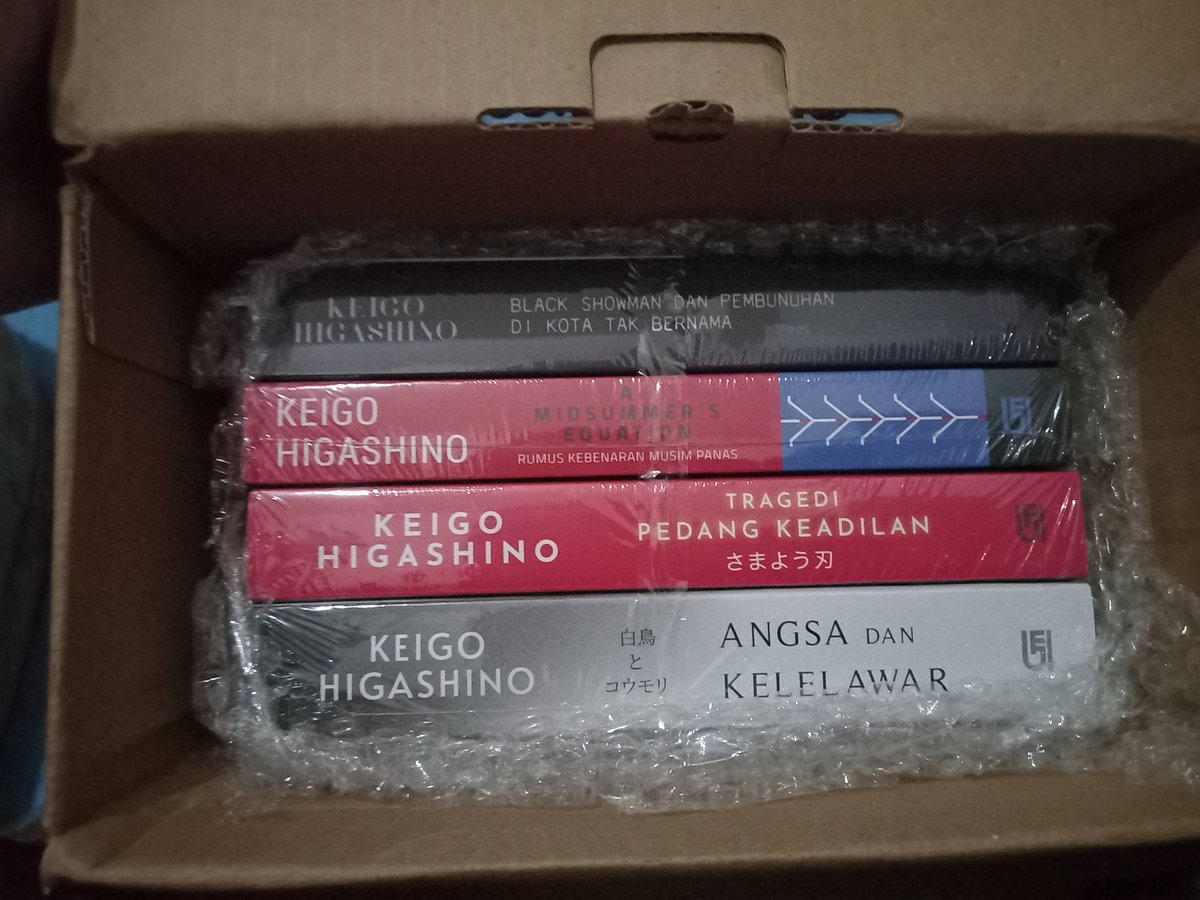 KEIGO
HIGASHINO
BLACK SHOWMAN DAN PEMBUNUHAN
DI KOTA TAK BERNAMA
KEIGO
HIGASHINO
A
MIDSUMMER'S
EQUATION
RUMUS KEBENARAN MUSIM PANAS
KEIGO
HIGASHINO
TRAGEDI
PEDANG KEADILAN
さまよう刃
KEIGO
HIGASHINO
白鳥
と
コウモリ
ANGSA DAN
KELELAWAR